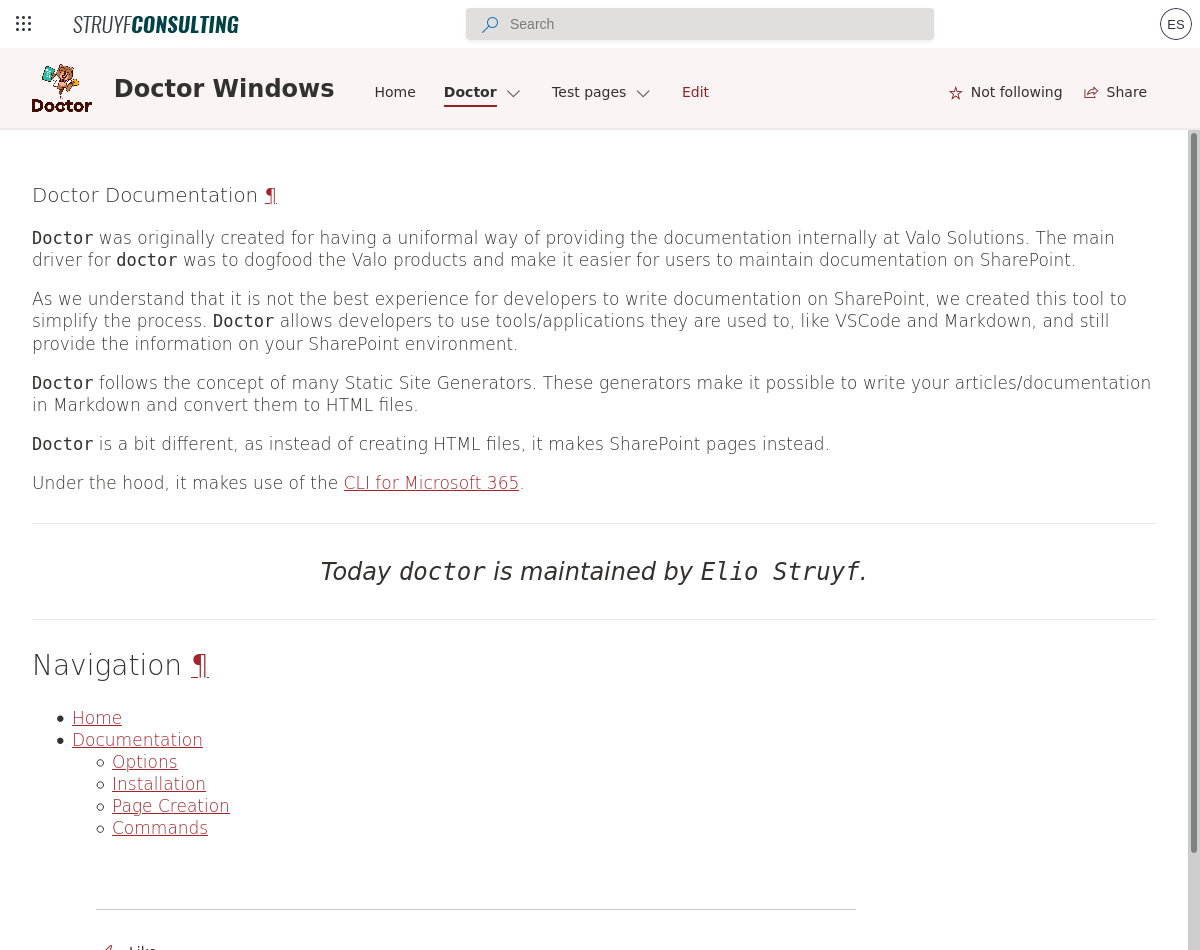 STRUYFCONSULTING
Search
ES
Doctor
Doctor Windows
Home
Doctor
Test pages
Edit
Not following
Share
Doctor Documentation ¶
Doctor was originally created for having a uniformal way of providing the documentation internally at Valo Solutions. The main
driver for doctor was to dogfood the Valo products and make it easier for users to maintain documentation on SharePoint.
As we understand that it is not the best experience for developers to write documentation on SharePoint, we created this tool to
simplify the process. Doctor allows developers to use tools/applications they are used to, like VSCode and Markdown, and still
provide the information on your SharePoint environment.
Doctor follows the concept of many Static Site Generators. These generators make it possible to write your articles/documentation
in Markdown and convert them to HTML files.
Doctor is a bit different, as instead of creating HTML files, it makes SharePoint pages instead.
Under the hood, it makes use of the CLI for Microsoft 365.
Today doctor is maintained by Elio Struyf.
Navigation ¶
Home
Documentation
Options
Installation
Page Creation
Commands
Like